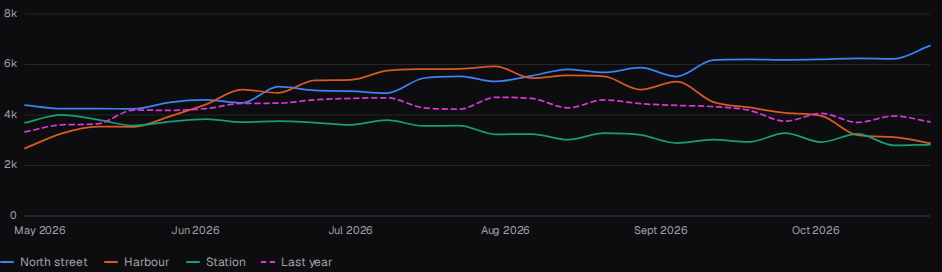 8k
6k
4k
2k
0
May 2026 Jun 2026 Jul 2026 Aug 2026 Sept 2026 Oct 2026
North street Harbour Station Last year